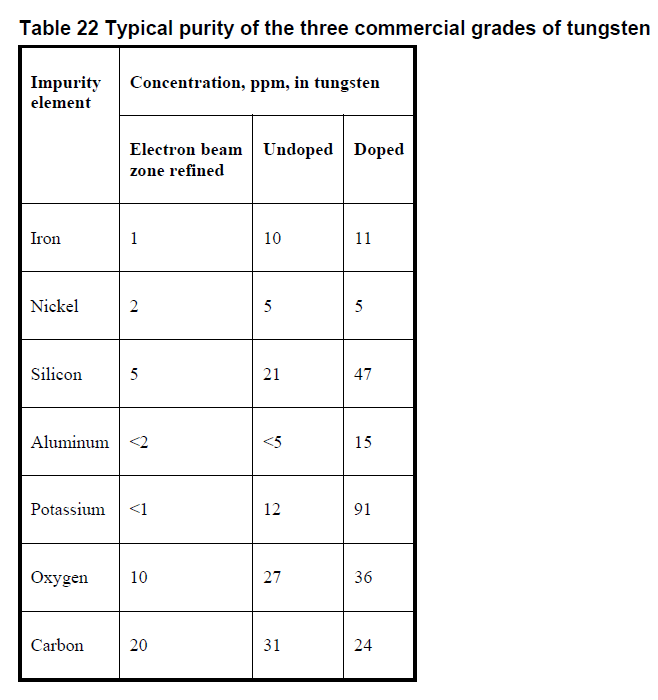 Table 22 Typical purity of the three commercial grades of tungsten
Impurity element Concentration, ppm, in tungsten
Electron beam zone refined Undoped Doped
Iron 1 10 11
Nickel 2 5 5
Silicon 5 21 47
Aluminum <2 <5 15
Potassium <1 12 91
Oxygen 10 27 36
Carbon 20 31 24